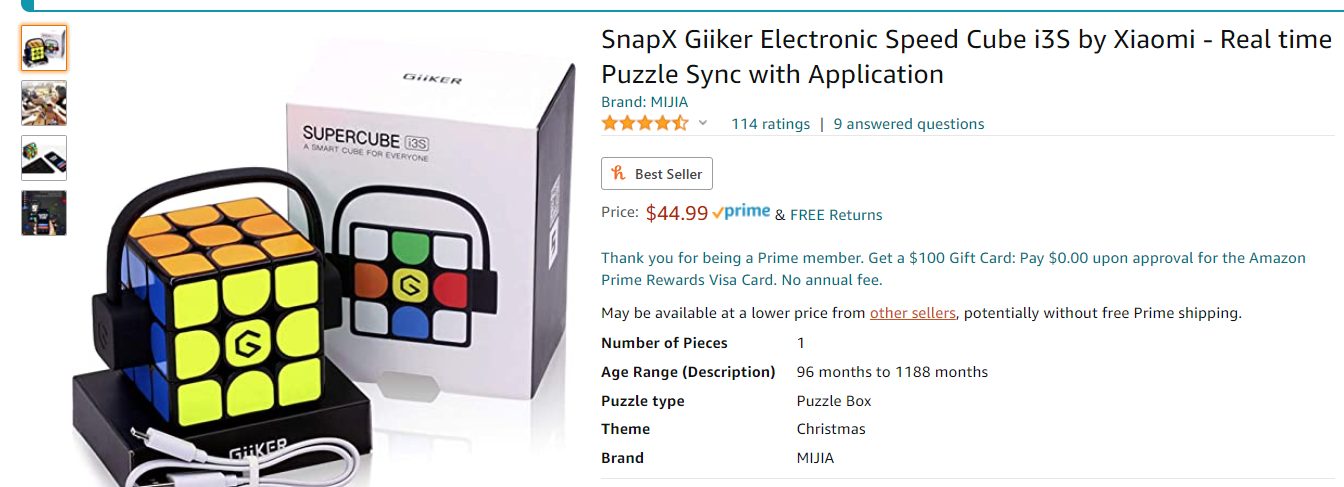 SnapX Giiker Electronic Speed Cube i3S by Xiaomi - Real time
Puzzle Sync with Application
Brand: MIJIA
114 ratings | 9 answered questions
Best Seller
Price: $44.99 prime & FREE Returns
Thank you for being a Prime member. Get a $100 Gift Card: Pay $0.00 upon approval for the Amazon
Prime Rewards Visa Card. No annual fee.
May be available at a lower price from other sellers, potentially without free Prime shipping.
Number of Pieces 1
Age Range (Description) 96 months to 1188 months
Puzzle type Puzzle Box
Theme Christmas
Brand MIJIA
GiiKER
SUPERCUBE i3S
A SMART CUBE FOR EVERYONE
GiiKER